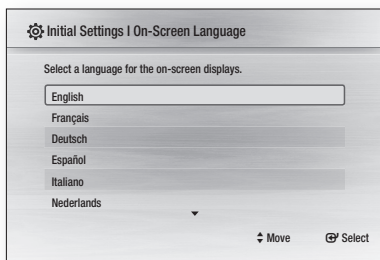 Initial Settings I On-Screen Language
Select a language for the on-screen displays.
English
Français
Deutsch
Español
Italiano
Nederlands
Move Select